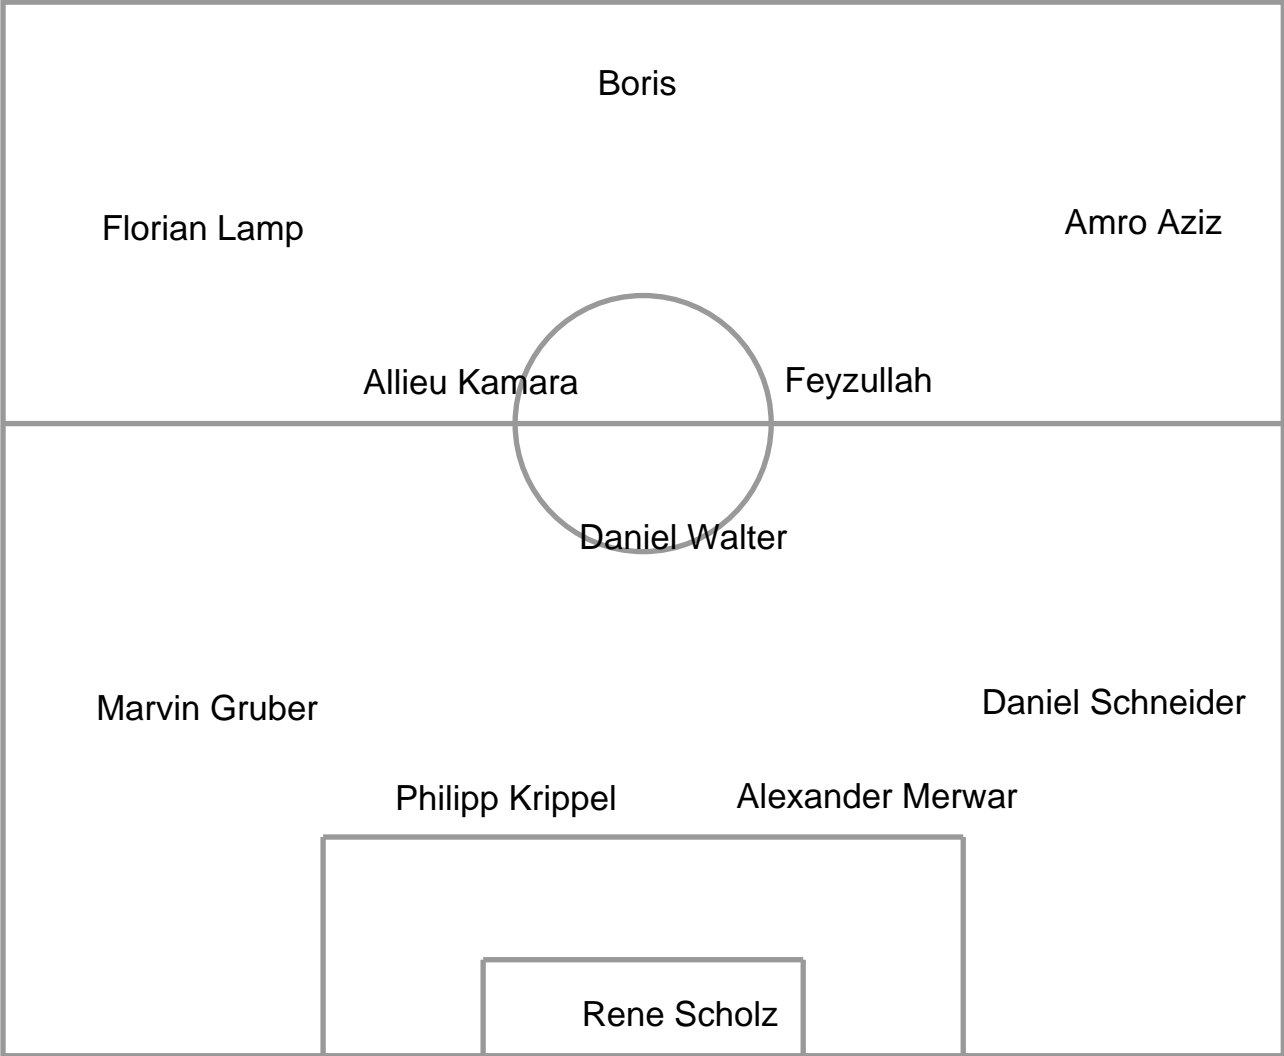 Boris
Florian Lamp
Amro Aziz
Allieu Kamara
Feyzullah
Daniel Walter
Marvin Gruber
Daniel Schneider
Philipp Krippel
Alexander Merwar
Rene Scholz